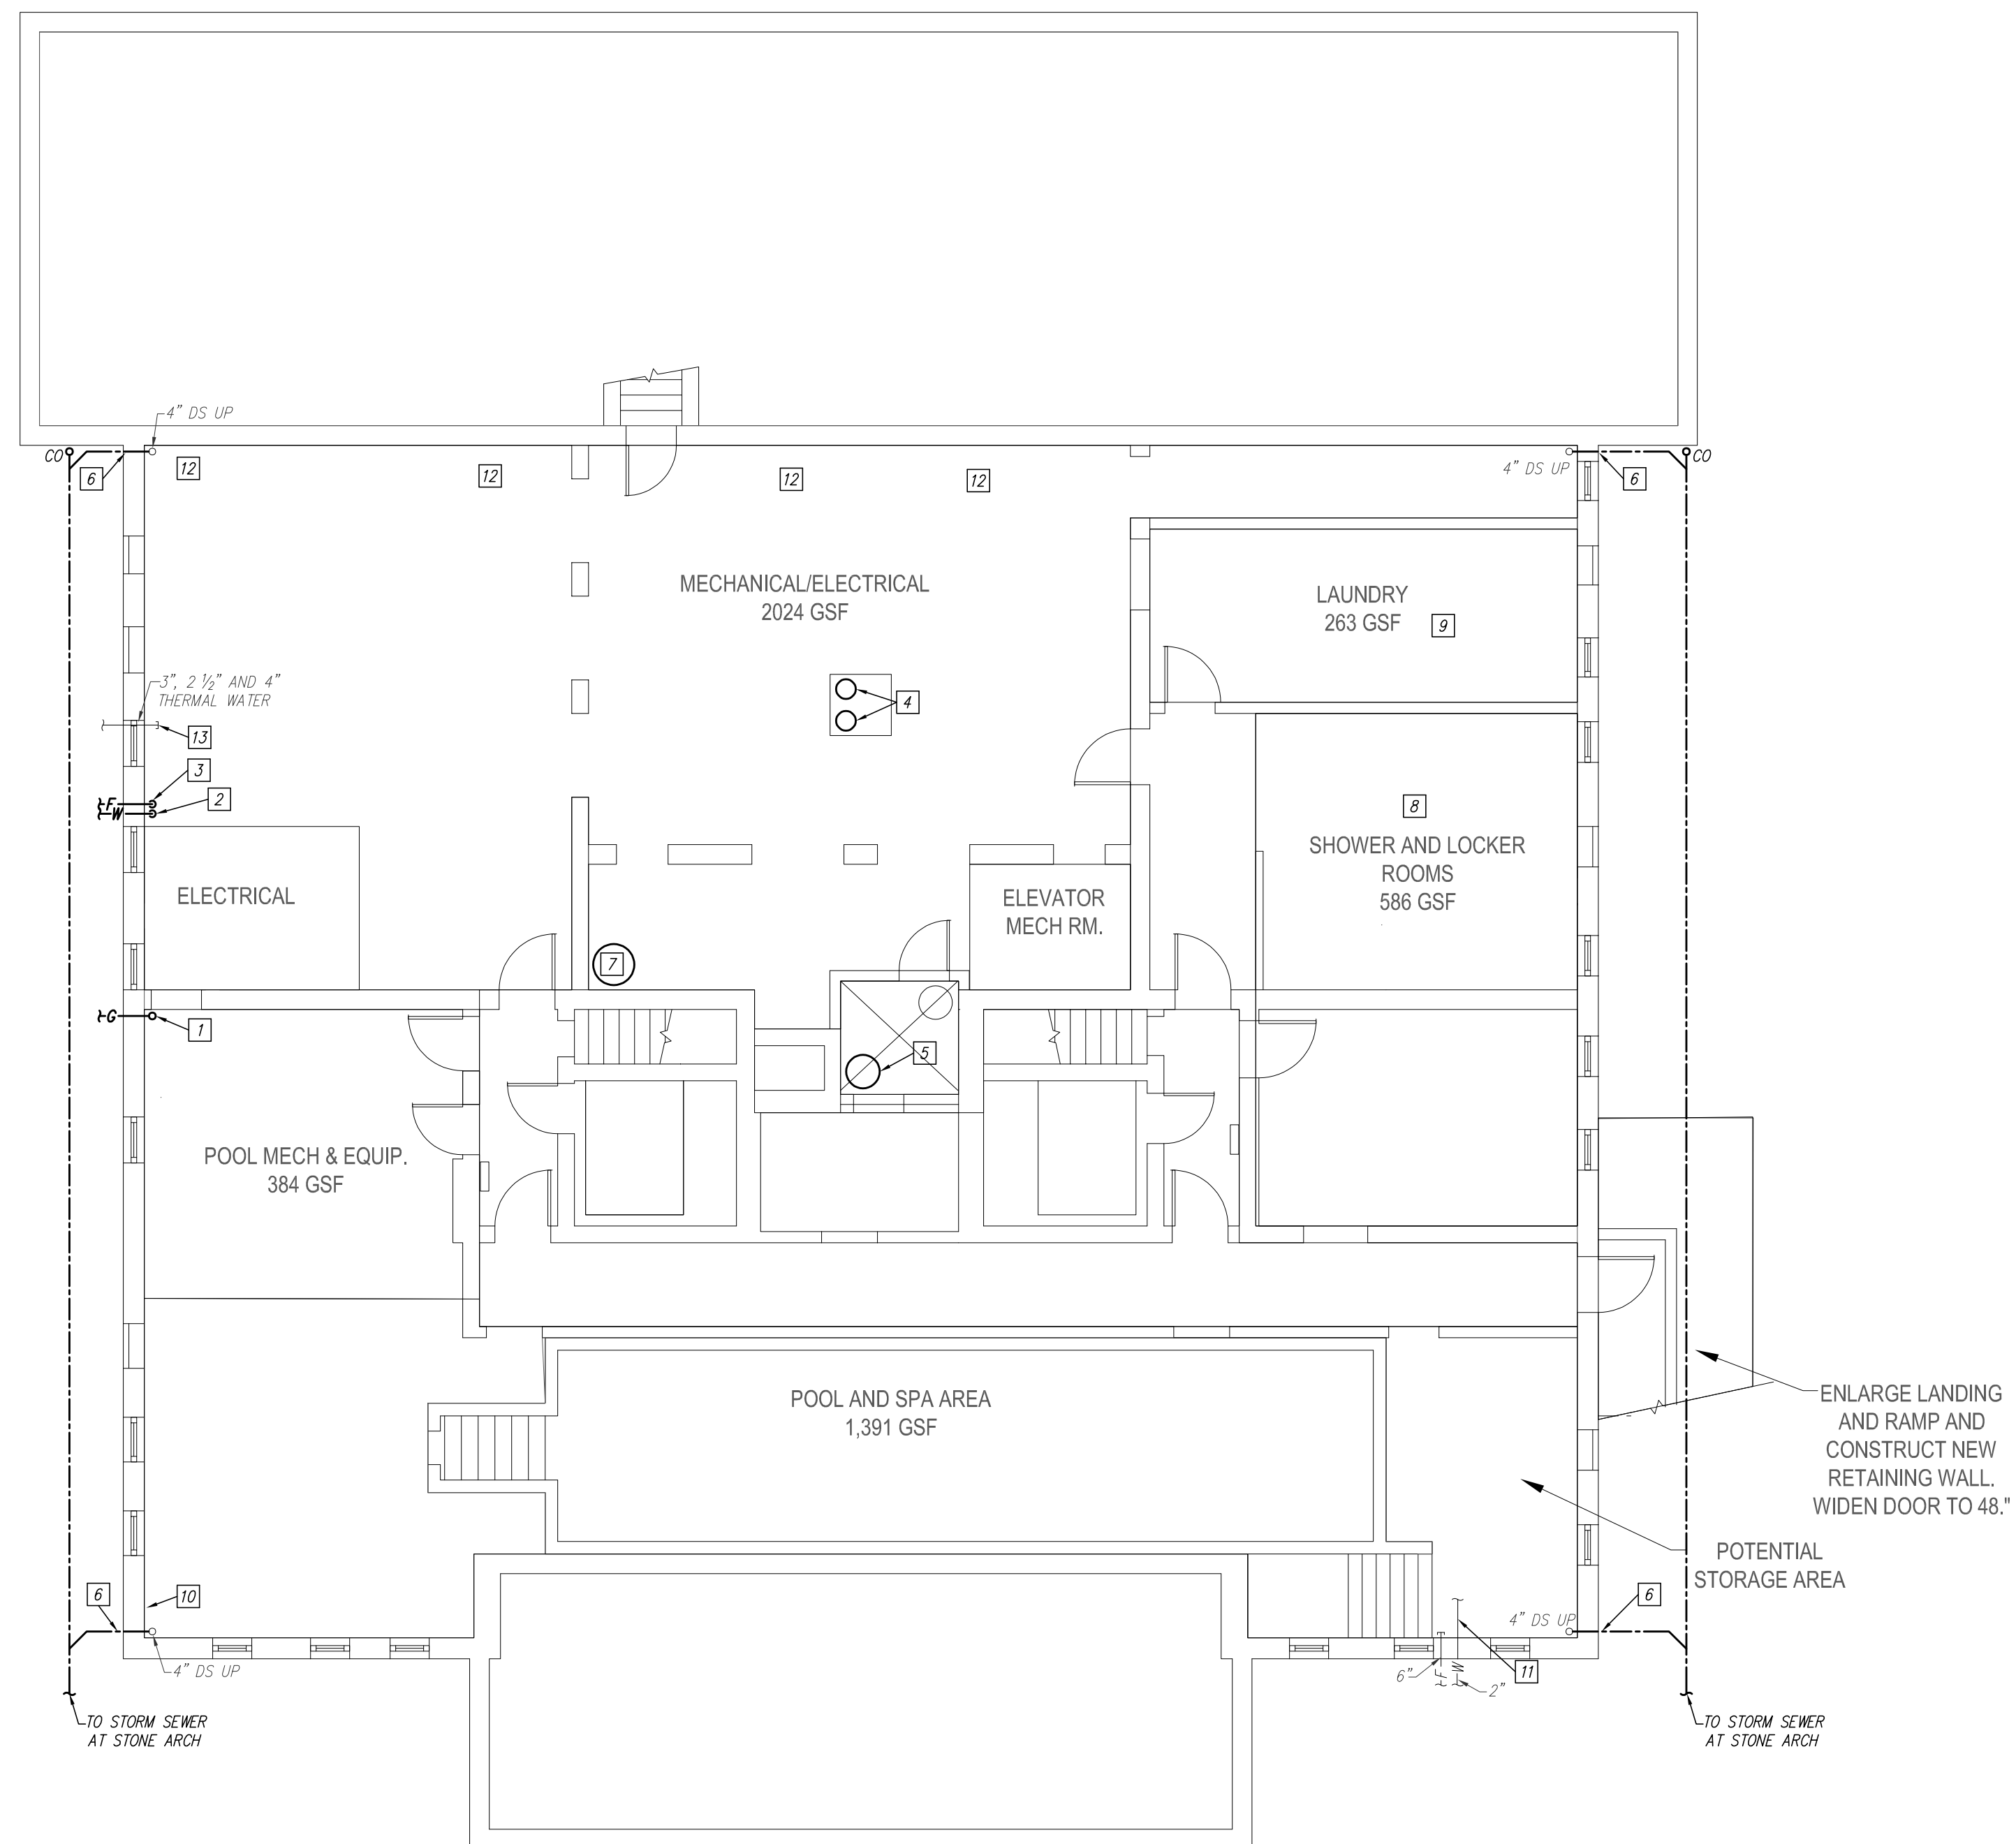 4" DS UP
CO
6
12
12
12
12
4" DS UP
CO
6
MECHANICAL/ELECTRICAL
2024 GSF
LAUNDRY
263 GSF
9
3", 2 ½" AND 4"
THERMAL WATER
13
4
3
2
F
W
8
SHOWER AND LOCKER
ROOMS
586 GSF
ELECTRICAL
ELEVATOR
MECH RM.
7
G
1
5
POOL MECH & EQUIP.
384 GSF
POOL AND SPA AREA
1,391 GSF
ENLARGE LANDING
AND RAMP AND
CONSTRUCT NEW
RETAINING WALL.
WIDEN DOOR TO 48."
POTENTIAL
STORAGE AREA
6
10
4" DS UP
4" DS UP
6
6"
F
W
2"
11
TO STORM SEWER
AT STONE ARCH
TO STORM SEWER
AT STONE ARCH